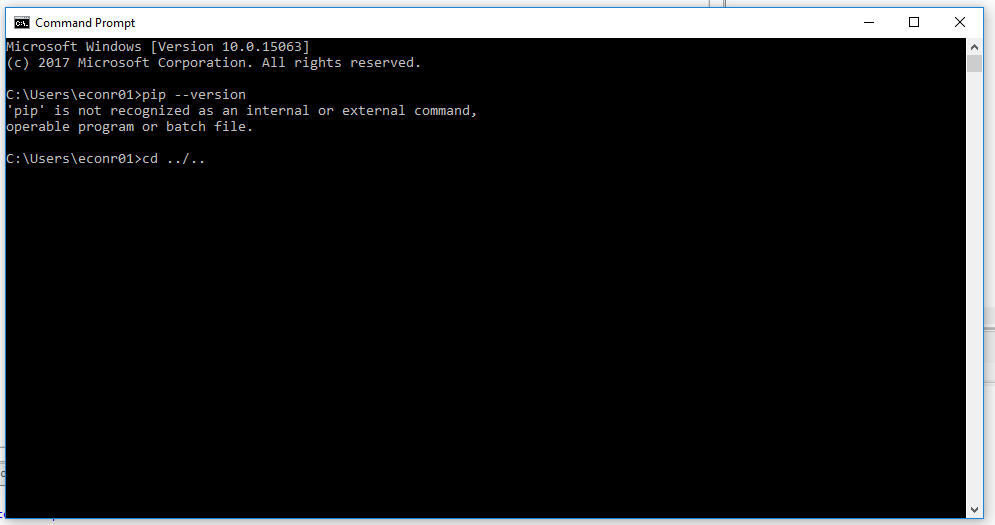 Command Prompt
Microsoft Windows [Version 10.0.15063]
(c) 2017 Microsoft Corporation. All rights reserved.
C:\Users\econr01>pip --version
'pip' is not recognized as an internal or external command,
operable program or batch file.
C:\Users\econr01>cd ../..